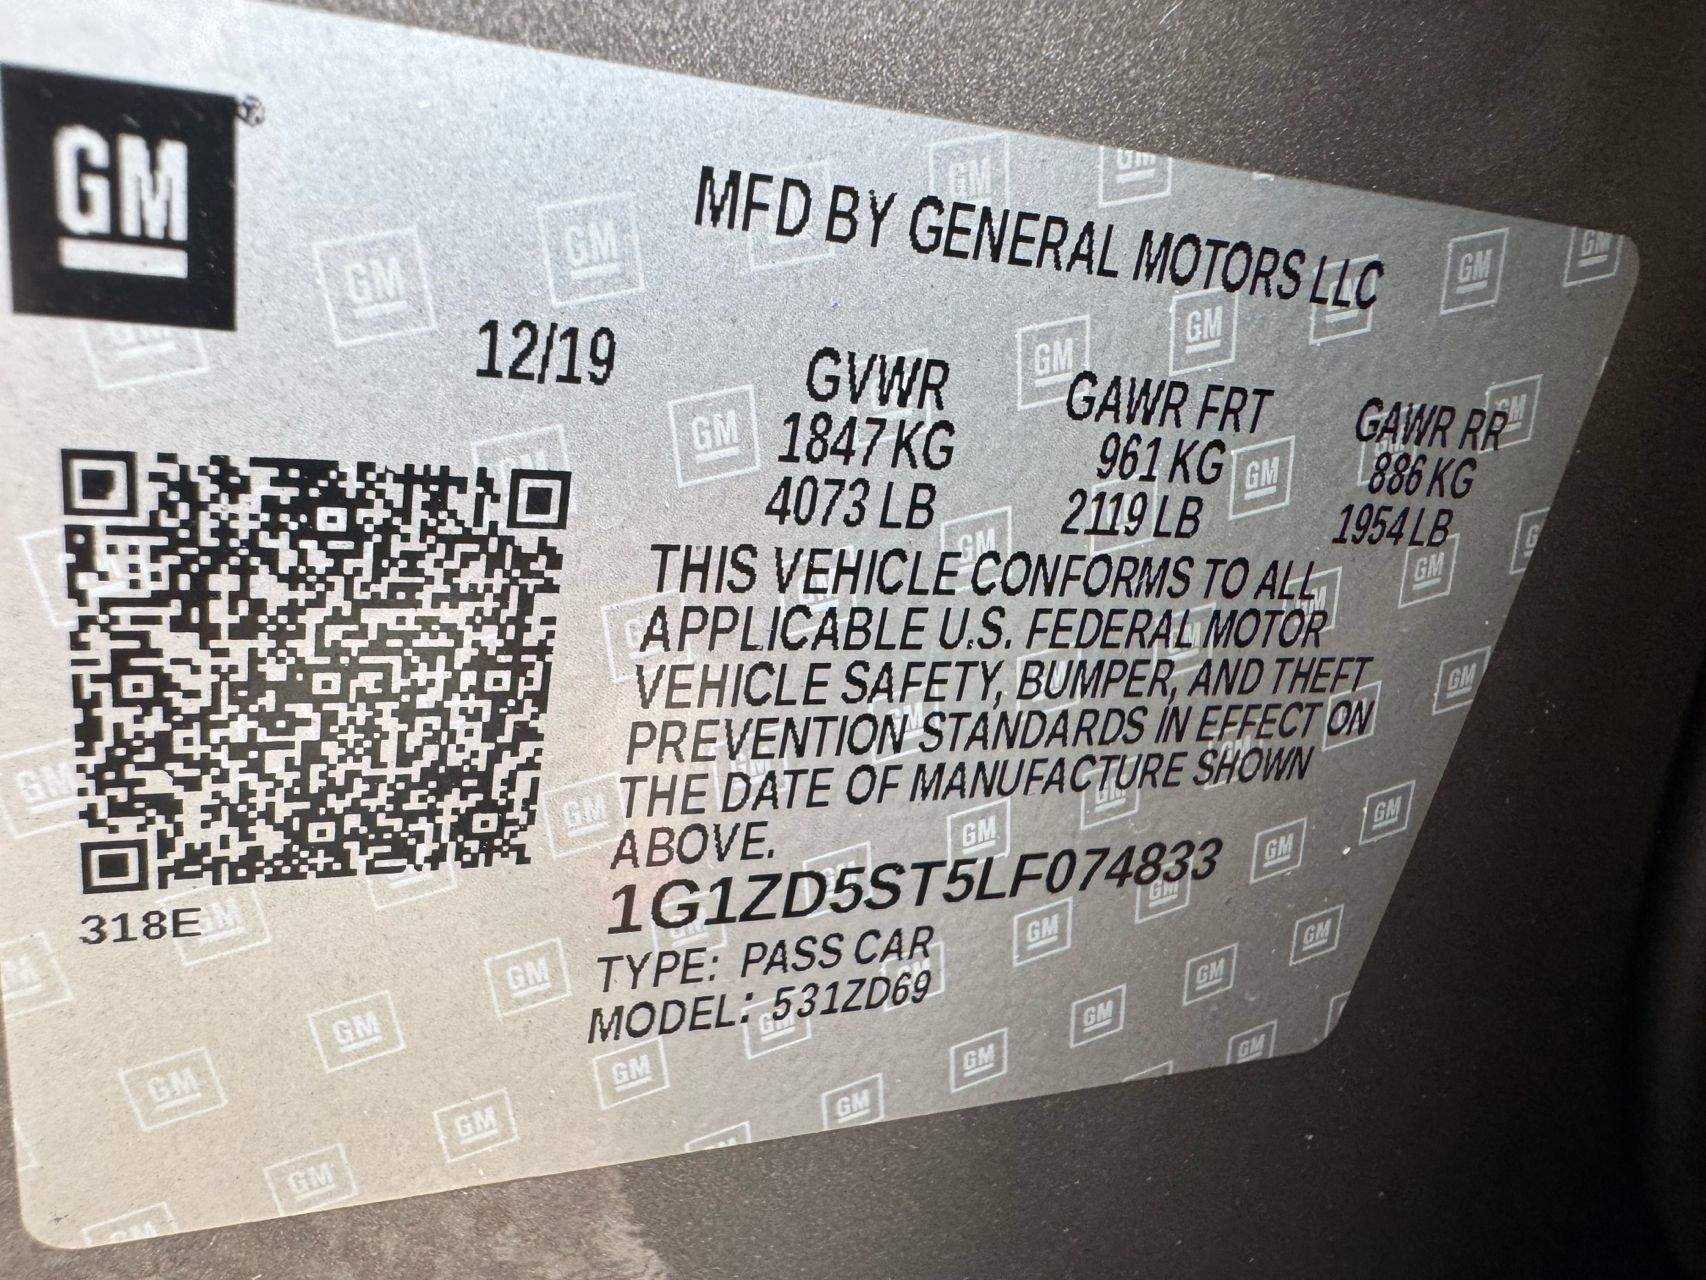 GM
MFD BY GENERAL MOTORS LLC
12/19
GVWR GAWR FRT GAWR RR
1847 KG 961 KG 886 KG
4073 LB 2119 LB 1954 LB
THIS VEHICLE CONFORMS TO ALL
APPLICABLE U.S. FEDERAL MOTOR
VEHICLE SAFETY, BUMPER, AND THEFT
PREVENTION STANDARDS IN EFFECT ON
THE DATE OF MANUFACTURE SHOWN
ABOVE.
318E
1G1ZD5ST5LF074833
TYPE: PASS CAR
MODEL: 531ZD69